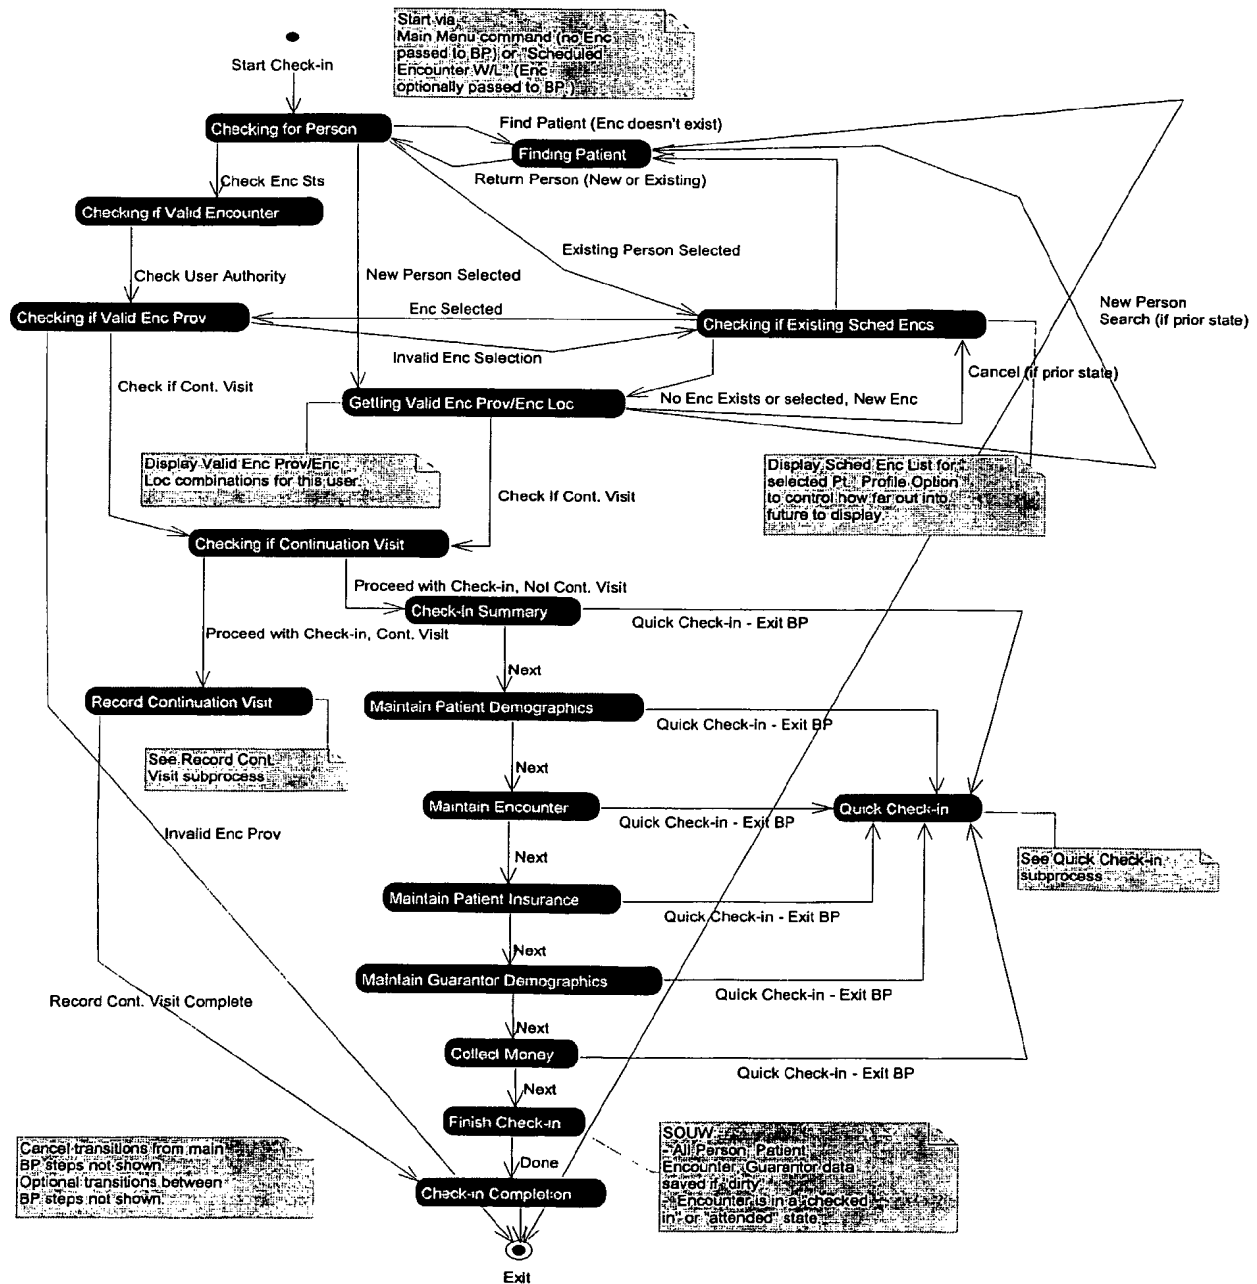 Start via
Main Menu command (no Enc
passed to BP) or "Scheduled
Encounter W/L" (Enc
optionally passed to BP.)
Start Check-in
Checking for Person
Find Patient (Enc doesn't exist)
Finding Patient
Return Person (New or Existing)
Check Enc Sts
Checking if Valid Encounter
Existing Person Selected
Check User Authority
New Person Selected
New Person
Search (if prior state)
Checking if Valid Enc Prov
Enc Selected
Checking if Existing Sched Encs
Invalid Enc Selection
Cancel (if prior state)
Check if Cont. Visit
Getting Valid Enc Prov/Enc Loc
No Enc Exists or selected, New Enc
Display Valid Enc Prov/Enc
Loc combinations for this user.
Display Sched Enc List for
selected Pt. Profile Option
to control how far out into
future to display.
Check if Cont. Visit
Checking if Continuation Visit
Proceed with Check-in, Not Cont. Visit
Check-in Summary
Quick Check-in - Exit BP
Proceed with Check-in, Cont. Visit
Next
Record Continuation Visit
Maintain Patient Demographics
Quick Check-in - Exit BP
See Record Cont.
Visit subprocess
Next
Maintain Encounter
Quick Check-in - Exit BP
Quick Check-in
Invalid Enc Prov
Next
See Quick Check-in
subprocess
Maintain Patient Insurance
Quick Check-in - Exit BP
Next
Maintain Guarantor Demographics
Quick Check-in - Exit BP
Record Cont. Visit Complete
Next
Collect Money
Quick Check-in - Exit BP
Next
Finish Check-in
Cancel transitions from main
BP steps not shown.
Optional transitions between
BP steps not shown.
SOUW
- All Person, Patient,
Encounter, Guarantor data
saved if dirty
- Encounter is in a "checked
in" or "attended" state.
Done
Check-in Completion
Exit